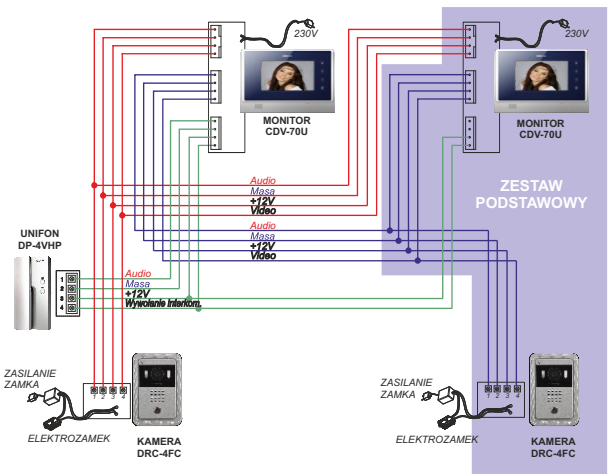 230V
230V
MONITOR
CDV-70U
MONITOR
CDV-70U
ZESTAW
PODSTAWOWY
Audio
Masa
+12V
Video
Audio
Masa
+12V
Video
UNIFON
DP-4VHP
1
2
3
4
Audio
Masa
+12V
Wywołanie Interkom.
ZASILANIE
ZAMKA
1 2 3 4
ELEKTROZAMEK
KAMERA
DRC-4FC
ZASILANIE
ZAMKA
1 2 3 4
ELEKTROZAMEK
KAMERA
DRC-4FC